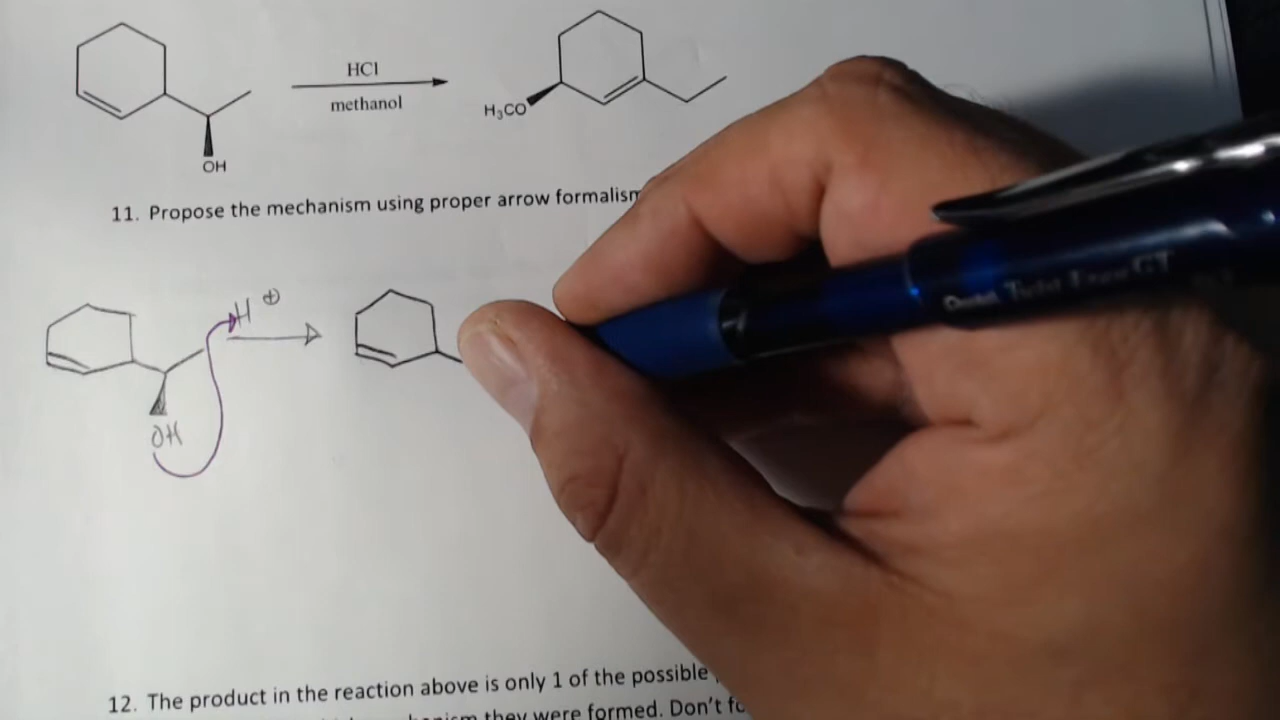 HCl
methanol
H₃CO
OH
11. Propose the mechanism using proper arrow formalism
H ⊕
OH
12. The product in the reaction above is only 1 of the possible
they were formed. Don't fo